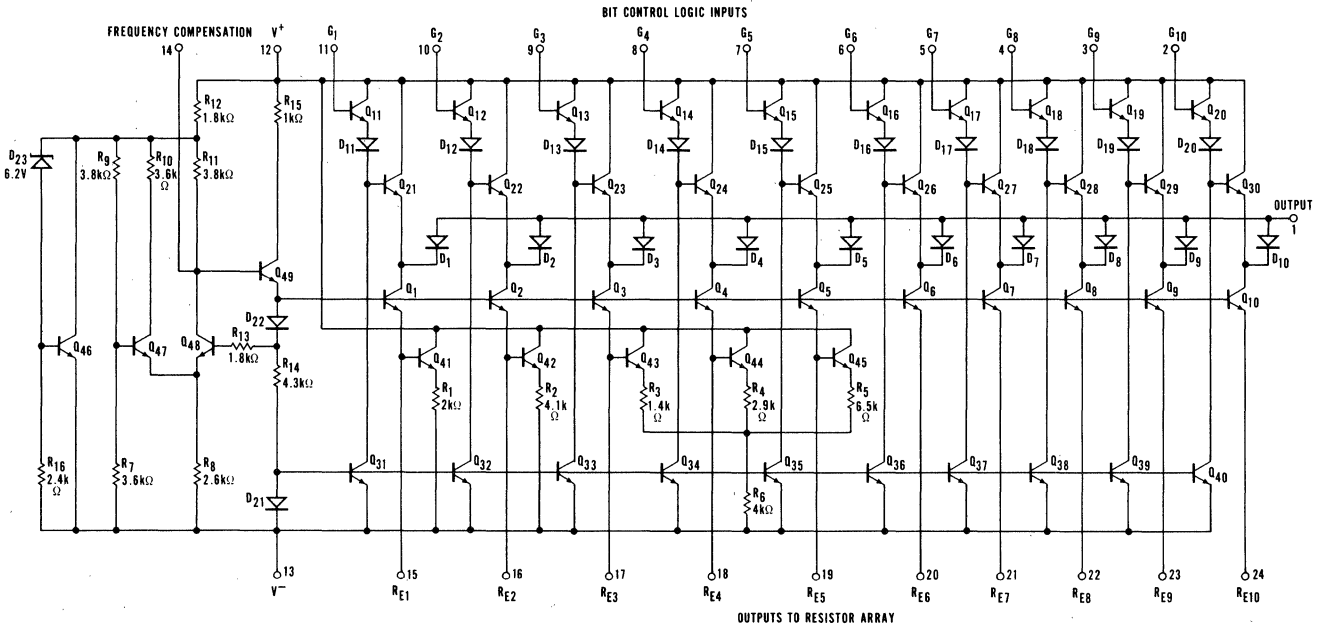 BIT CONTROL LOGIC INPUTS
FREQUENCY COMPENSATION V+ G1 G2 G3 G4 G5 G6 G7 G8 G9 G10
14 12 11 10 9 8 7 6 5 4 3 2
R12 1.8kΩ R15 1kΩ Q11 Q12 Q13 Q14 Q15 Q16 Q17 Q18 Q19 Q20
D11 D12 D13 D14 D15 D16 D17 D18 D19 D20
D23 6.2V R9 3.8kΩ R10 3.6k Ω R11 3.8kΩ
Q21 Q22 Q23 Q24 Q25 Q26 Q27 Q28 Q29 Q30
OUTPUT
1
D1 D2 D3 D4 D5 D6 D7 D8 D9 D10
Q49
Q1 Q2 Q3 Q4 Q5 Q6 Q7 Q8 Q9 Q10
D22
Q46 Q47 Q48 R13 1.8kΩ Q41 Q42 Q43 Q44 Q45
R14 4.3kΩ R1 2kΩ R2 4.1k Ω R3 1.4k Ω R4 2.9k Ω R5 6.5k Ω
R16 2.4k Ω R7 3.6kΩ R8 2.6kΩ Q31 Q32 Q33 Q34 Q35 Q36 Q37 Q38 Q39 Q40
D21 R6 4kΩ
13 15 16 17 18 19 20 21 22 23 24
V− RE1 RE2 RE3 RE4 RE5 RE6 RE7 RE8 RE9 RE10
OUTPUTS TO RESISTOR ARRAY